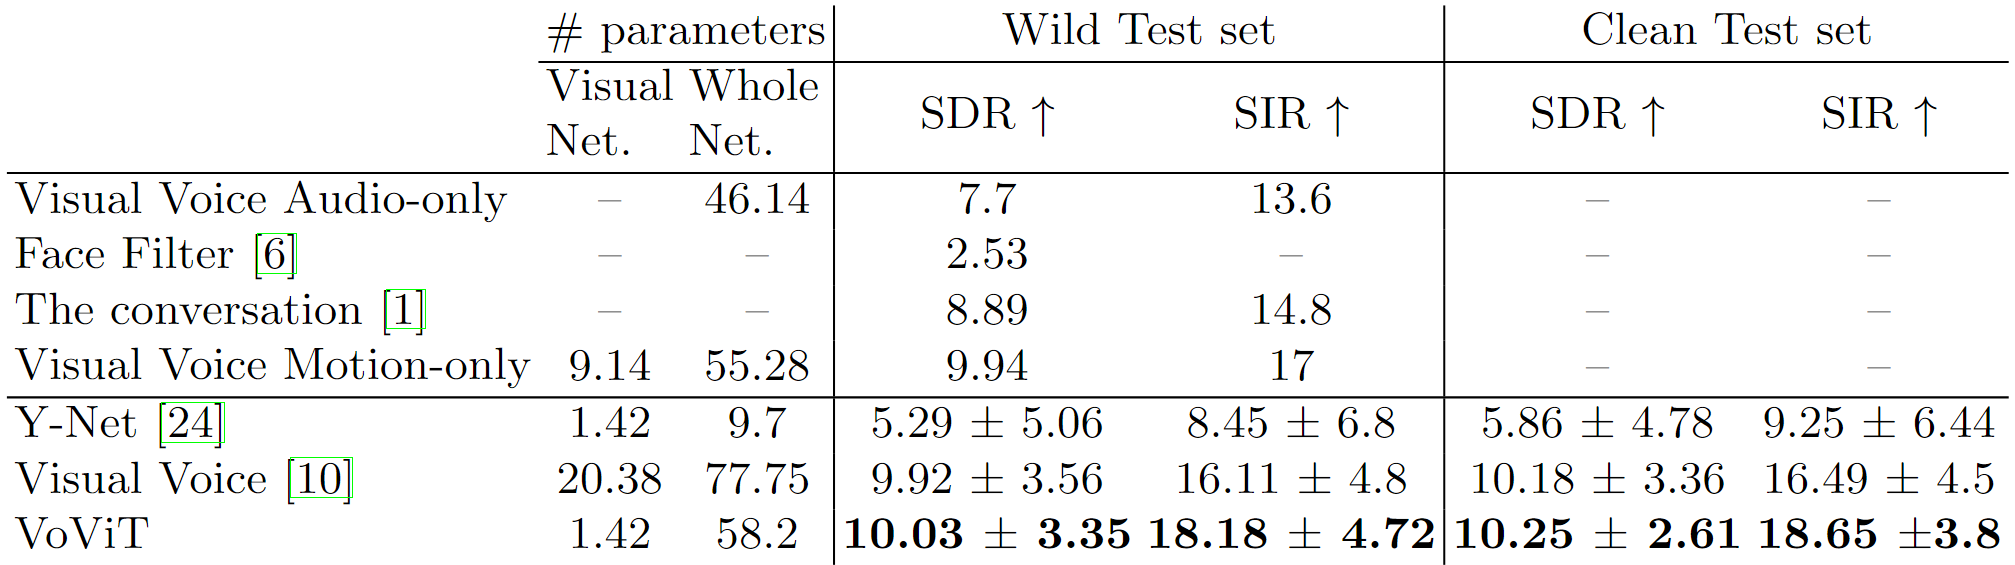 # parameters Wild Test set Clean Test set
Visual Whole
SDR ↑ SIR ↑ SDR ↑ SIR ↑
Net. Net.
Visual Voice Audio-only – 46.14 7.7 13.6 – –
Face Filter [6] – – 2.53 – – –
The conversation [1] – – 8.89 14.8 – –
Visual Voice Motion-only 9.14 55.28 9.94 17 – –
Y-Net [24] 1.42 9.7 5.29 ± 5.06 8.45 ± 6.8 5.86 ± 4.78 9.25 ± 6.44
Visual Voice [10] 20.38 77.75 9.92 ± 3.56 16.11 ± 4.8 10.18 ± 3.36 16.49 ± 4.5
VoViT 1.42 58.2 10.03 ± 3.35 18.18 ± 4.72 10.25 ± 2.61 18.65 ±3.8